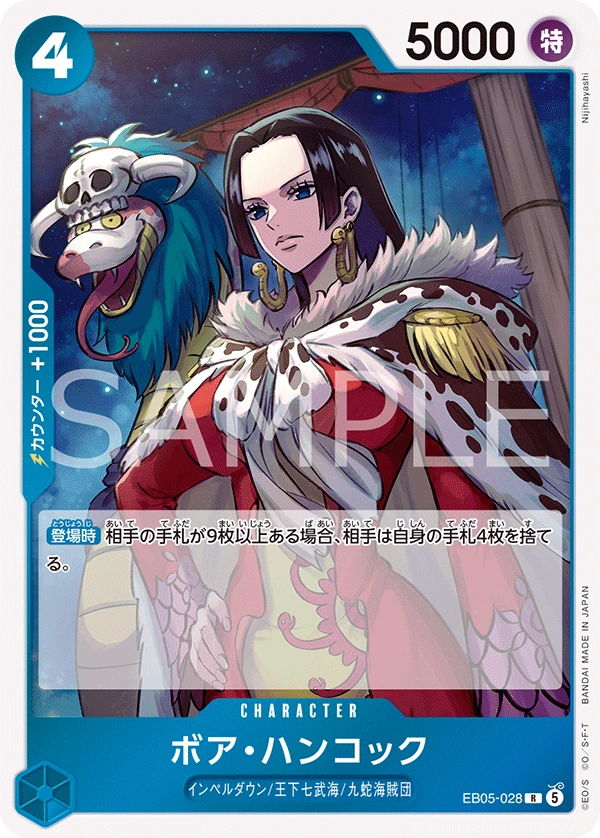 4
5000 特
Nijihayashi
カウンター +1000
SAMPLE
登場時 相手の手札が9枚以上ある場合、相手は自身の手札4枚を捨て
る。
CHARACTER
ボア・ハンコック
インペルダウン/王下七武海/九蛇海賊団
EB05-028 R 5
©EO/S ©O/S・F・T BANDAI MADE IN JAPAN